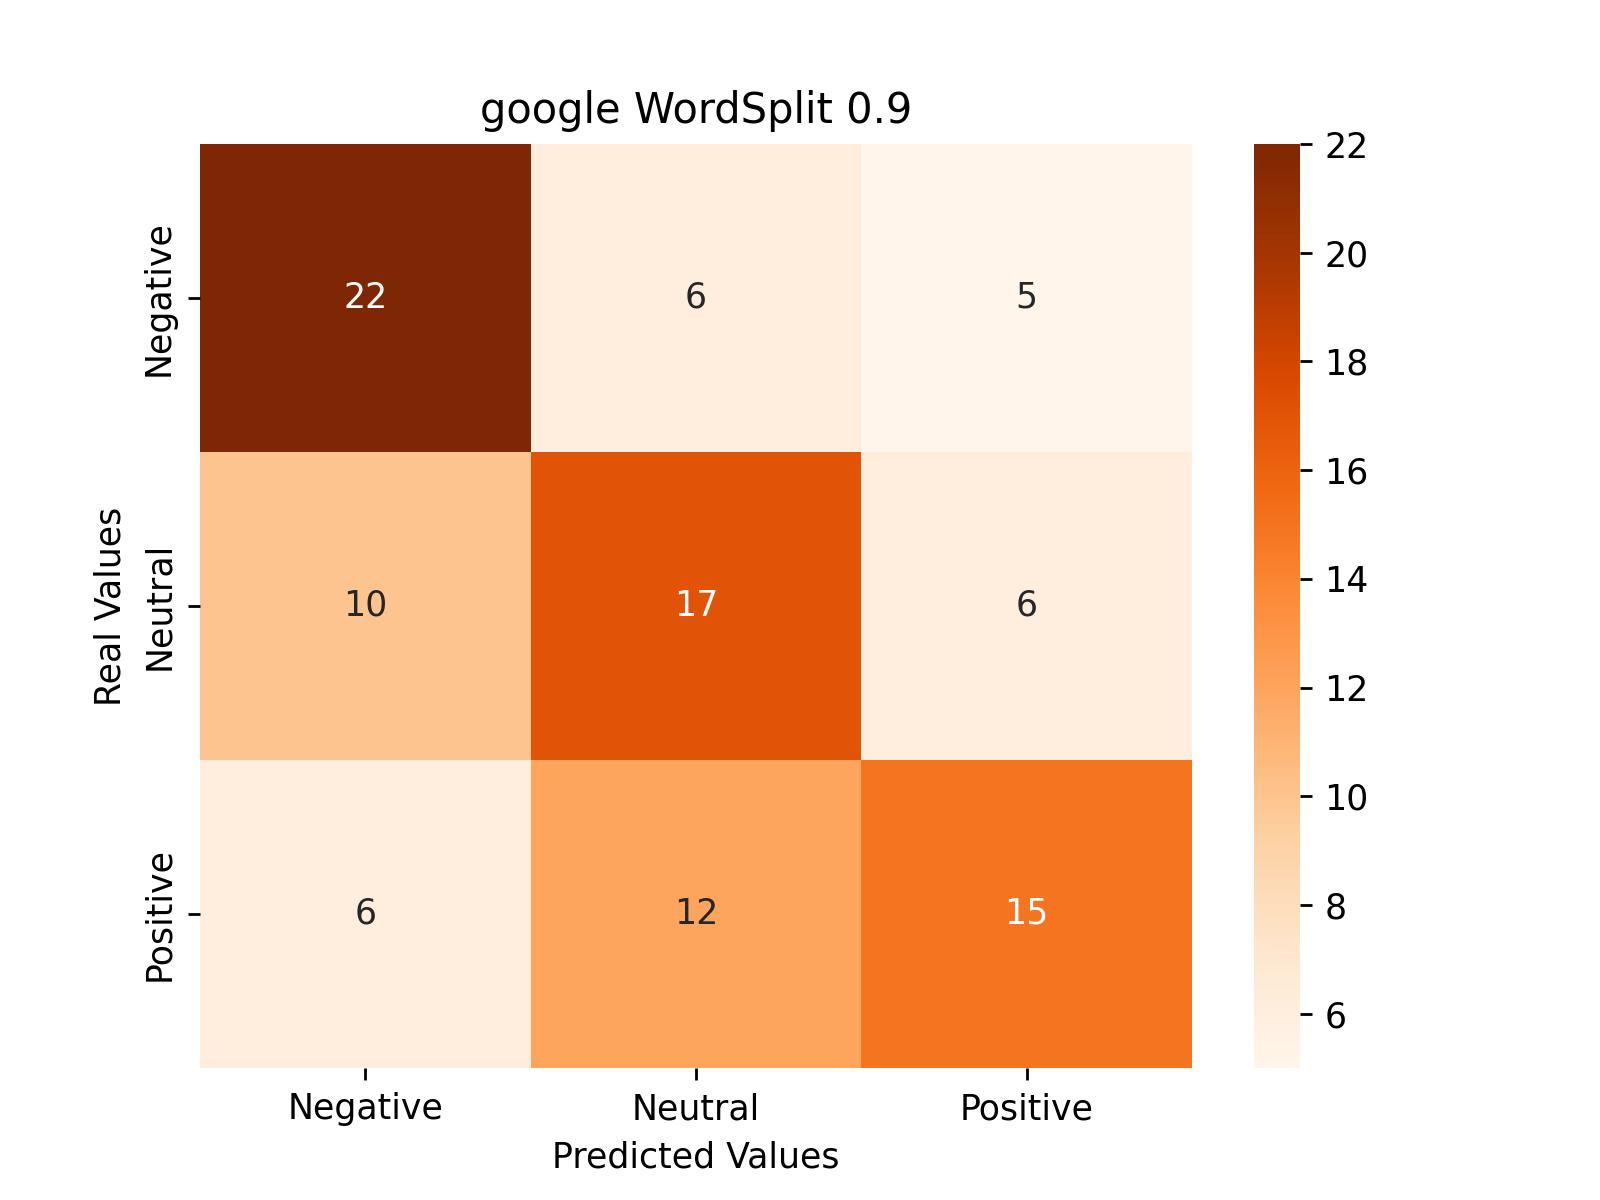 google WordSplit 0.9
Real Values
Negative
22 6 5
Neutral
10 17 6
Positive
6 12 15
Negative Neutral Positive
Predicted Values
22
20
18
16
14
12
10
8
6